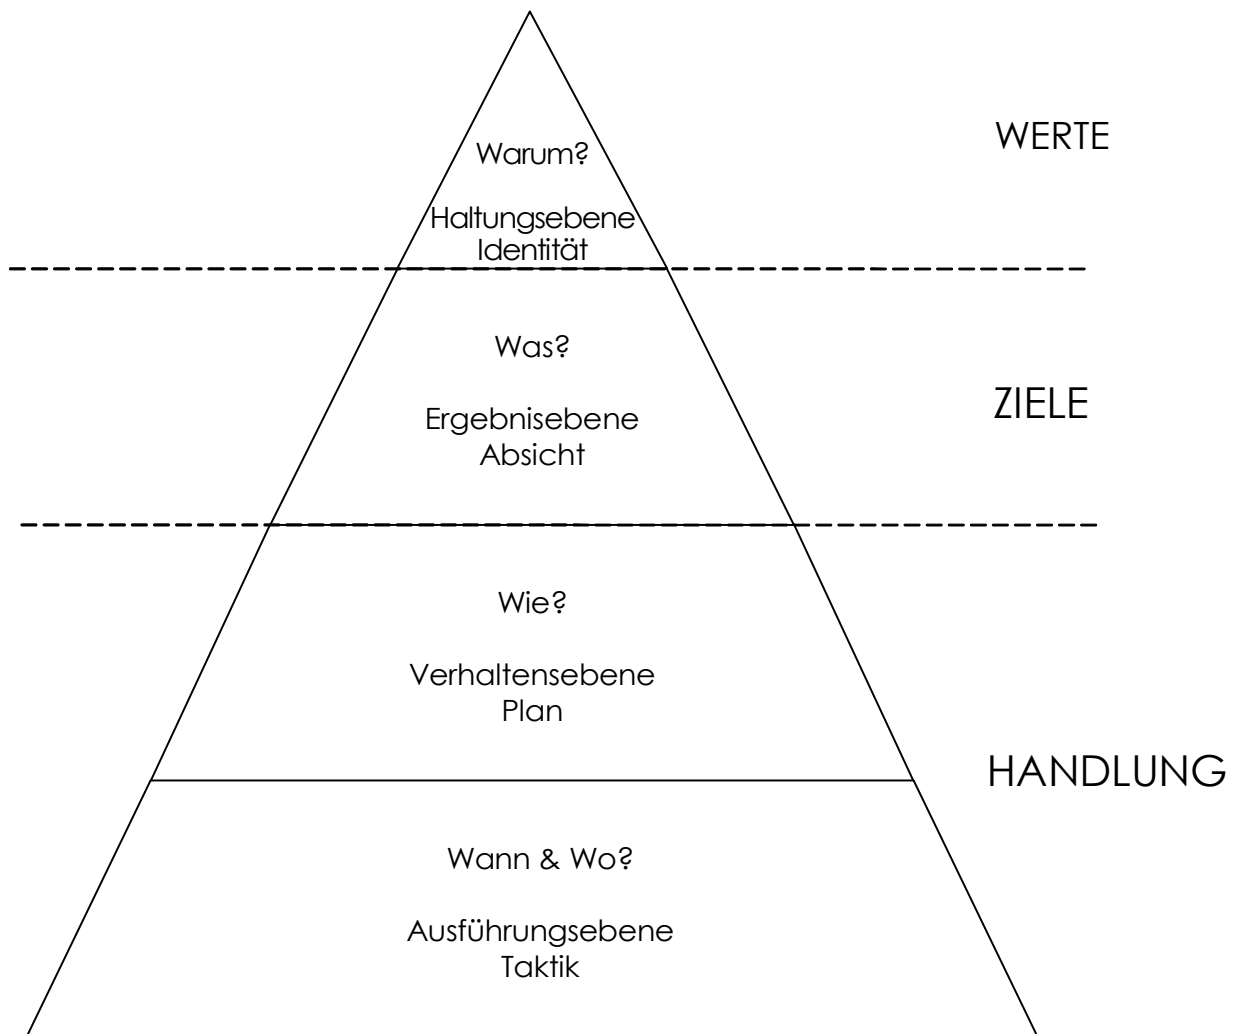 WERTE
Warum?
Haltungsebene
Identität
Was?
ZIELE
Ergebnisebene
Absicht
Wie?
Verhaltensebene
Plan
HANDLUNG
Wann & Wo?
Ausführungsebene
Taktik